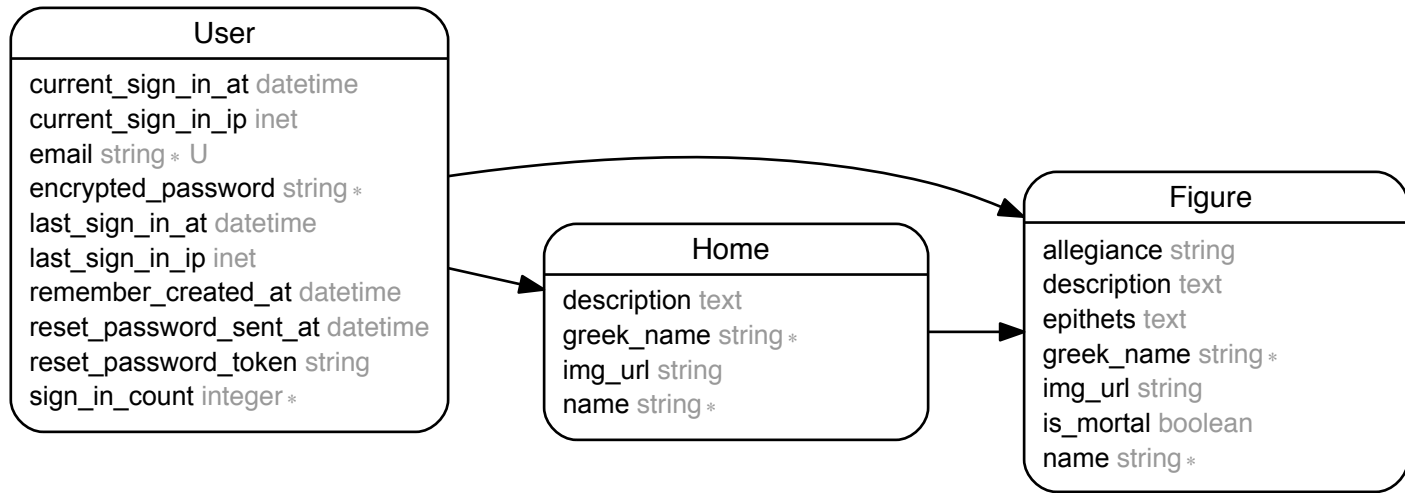 User
current_sign_in_at datetime
current_sign_in_ip inet
email string ∗ U
encrypted_password string ∗
last_sign_in_at datetime
last_sign_in_ip inet
remember_created_at datetime
reset_password_sent_at datetime
reset_password_token string
sign_in_count integer ∗
Home
description text
greek_name string ∗
img_url string
name string ∗
Figure
allegiance string
description text
epithets text
greek_name string ∗
img_url string
is_mortal boolean
name string ∗